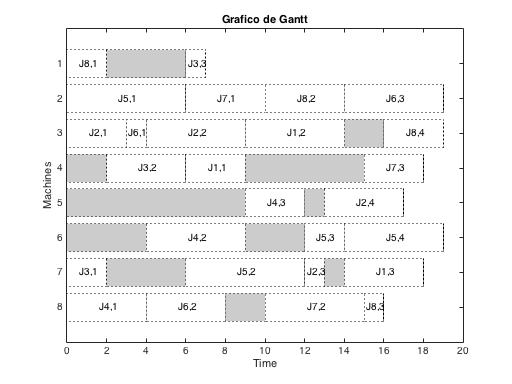 Grafico de Gantt
Machines
1 J8,1 J3,3
2 J5,1 J7,1 J8,2 J6,3
3 J2,1 J6,1 J2,2 J1,2 J8,4
4 J3,2 J1,1 J7,3
5 J4,3 J2,4
6 J4,2 J5,3 J5,4
7 J3,1 J5,2 J2,3 J1,3
8 J4,1 J6,2 J7,2 J8,3
0 2 4 6 8 10 12 14 16 18 20
Time